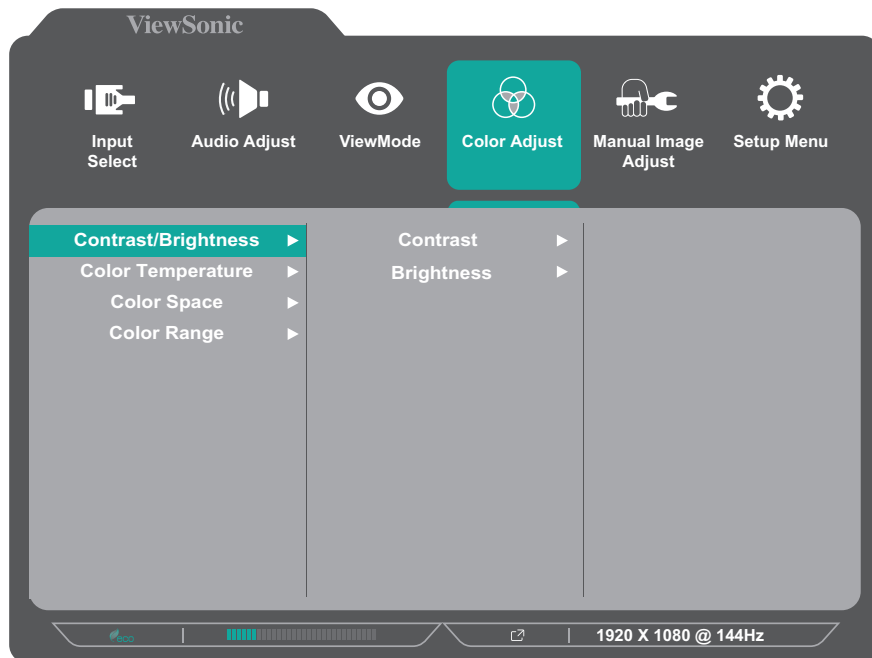 ViewSonic
Input
Select
Audio Adjust
ViewMode
Color Adjust
Manual Image
Adjust
Setup Menu
Contrast/Brightness
Color Temperature
Color Space
Color Range
Contrast
Brightness
eco
1920 X 1080 @ 144Hz